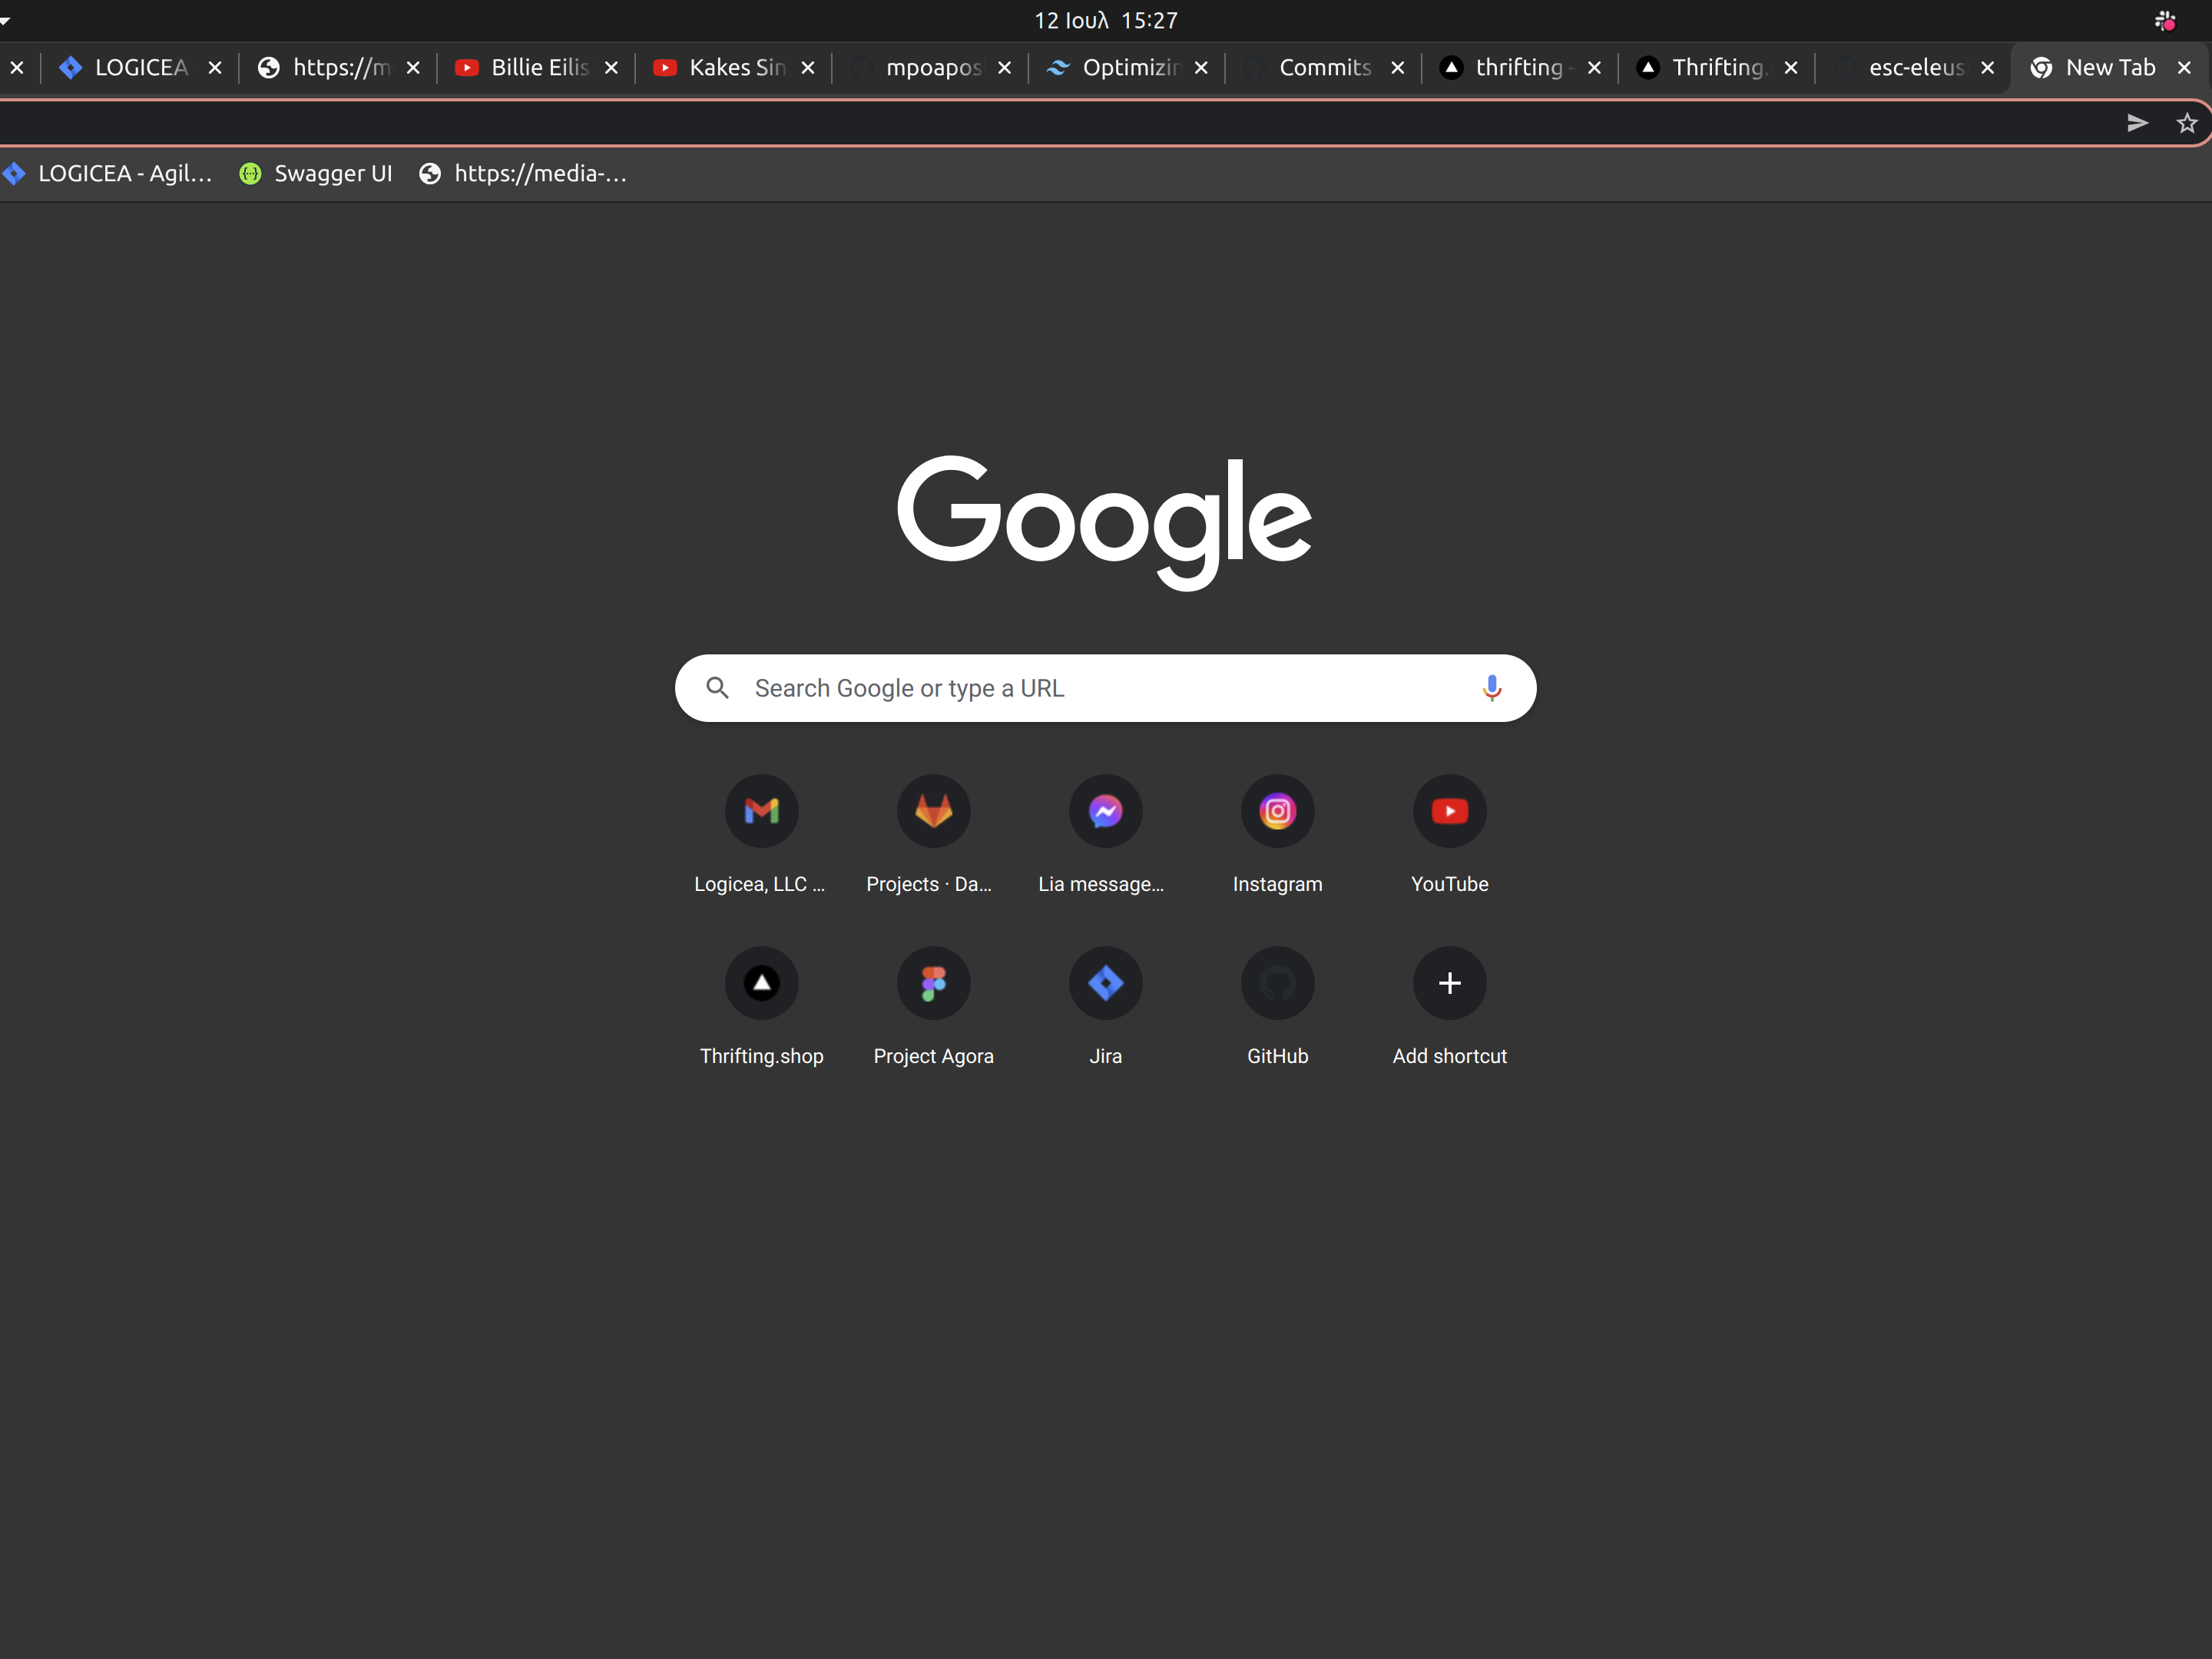 12 Ιουλ 15:27
LOGICEA https://m Billie Eilis Kakes Sin mpoapos Optimizin Commits thrifting - Thrifting. esc-eleus New Tab
LOGICEA - Agil... Swagger UI https://media-...
Google
Search Google or type a URL
Logicea, LLC ... Projects · Da... Lia message... Instagram YouTube
Thrifting.shop Project Agora Jira GitHub Add shortcut